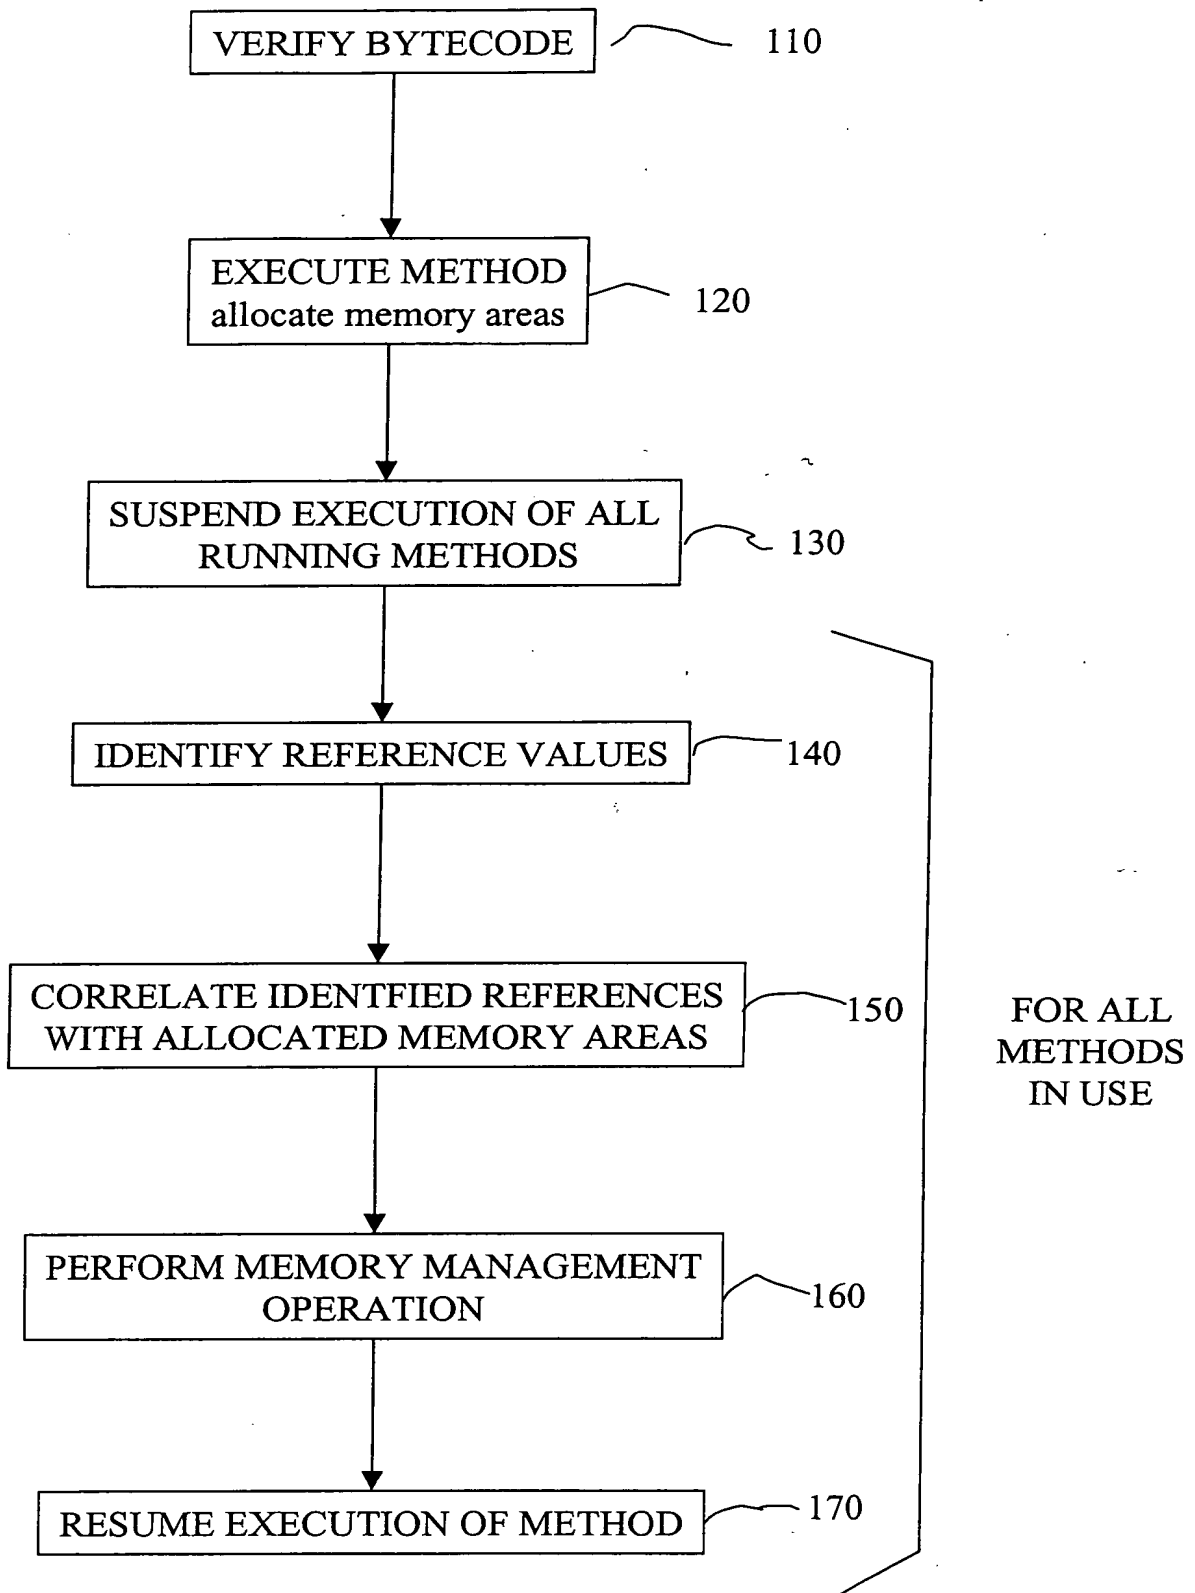 VERIFY BYTECODE
110
EXECUTE METHOD
allocate memory areas
120
SUSPEND EXECUTION OF ALL
RUNNING METHODS
130
IDENTIFY REFERENCE VALUES
140
CORRELATE IDENTFIED REFERENCES
WITH ALLOCATED MEMORY AREAS
150
FOR ALL
METHODS
IN USE
PERFORM MEMORY MANAGEMENT
OPERATION
160
RESUME EXECUTION OF METHOD
170